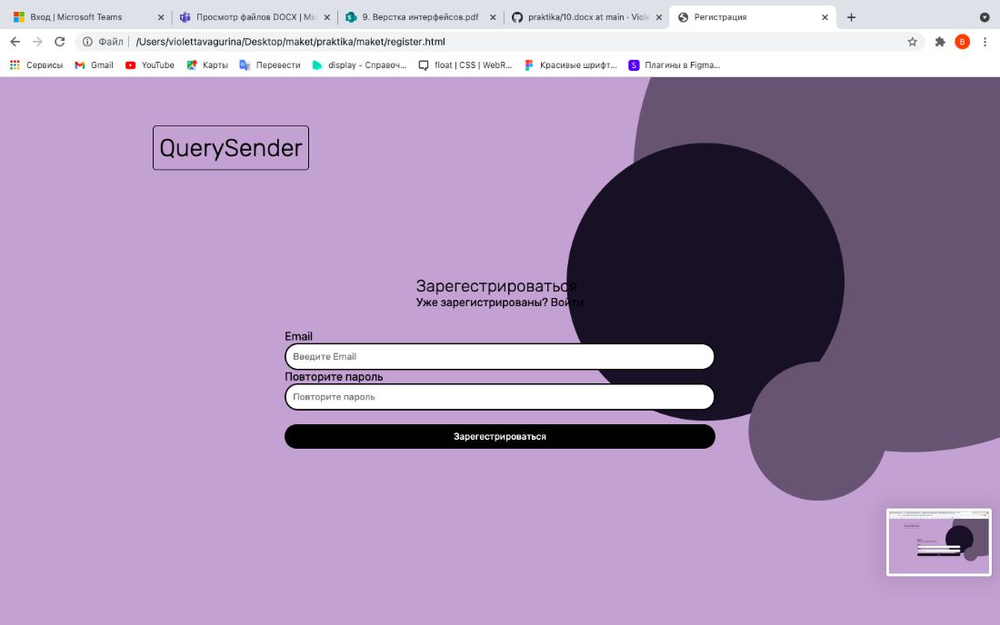 Вход | Microsoft Teams
Просмотр файлов DOCX | Mic
9. Верстка интерфейсов.pdf
praktika/10.docx at main · Viole
Регистрация
Файл
/Users/violettavagurina/Desktop/maket/praktika/maket/register.html
В
Сервисы
Gmail
YouTube
Карты
Перевести
display - Справоч...
float | CSS | WebR...
Красивые шрифт...
S
Плагины в Figma...
QuerySender
Зарегестрироваться
Уже зарегистрированы? Войти
Email
Введите Email
Повторите пароль
Повторите пароль
Зарегестрироваться